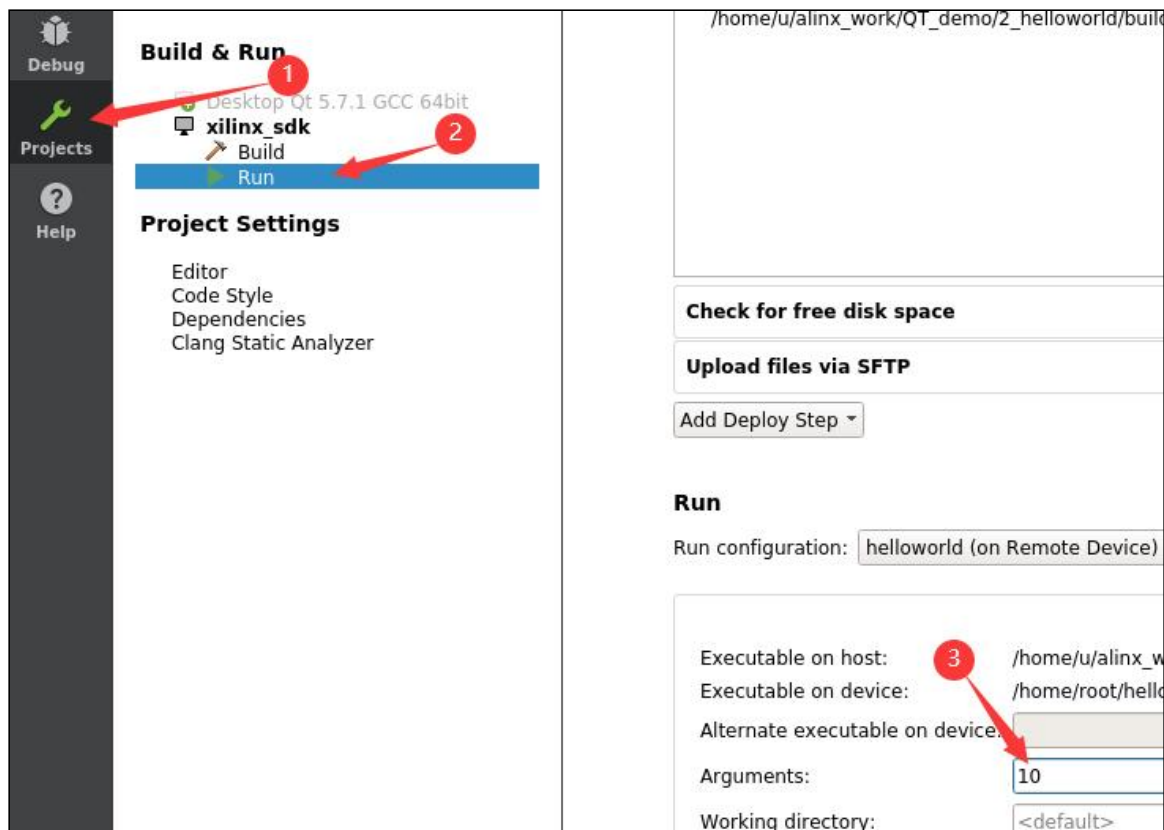 Debug
Projects
Help
Build & Run
1
Desktop Qt 5.7.1 GCC 64bit
xilinx_sdk
2
Build
Run
Project Settings
Editor
Code Style
Dependencies
Clang Static Analyzer
/home/u/alinx_work/QT_demo/2_helloworld/build
Check for free disk space
Upload files via SFTP
Add Deploy Step
Run
Run configuration: helloworld (on Remote Device)
Executable on host: 3 /home/u/alinx_w
Executable on device: /home/root/hello
Alternate executable on device:
Arguments: 10
Working directory: <default>